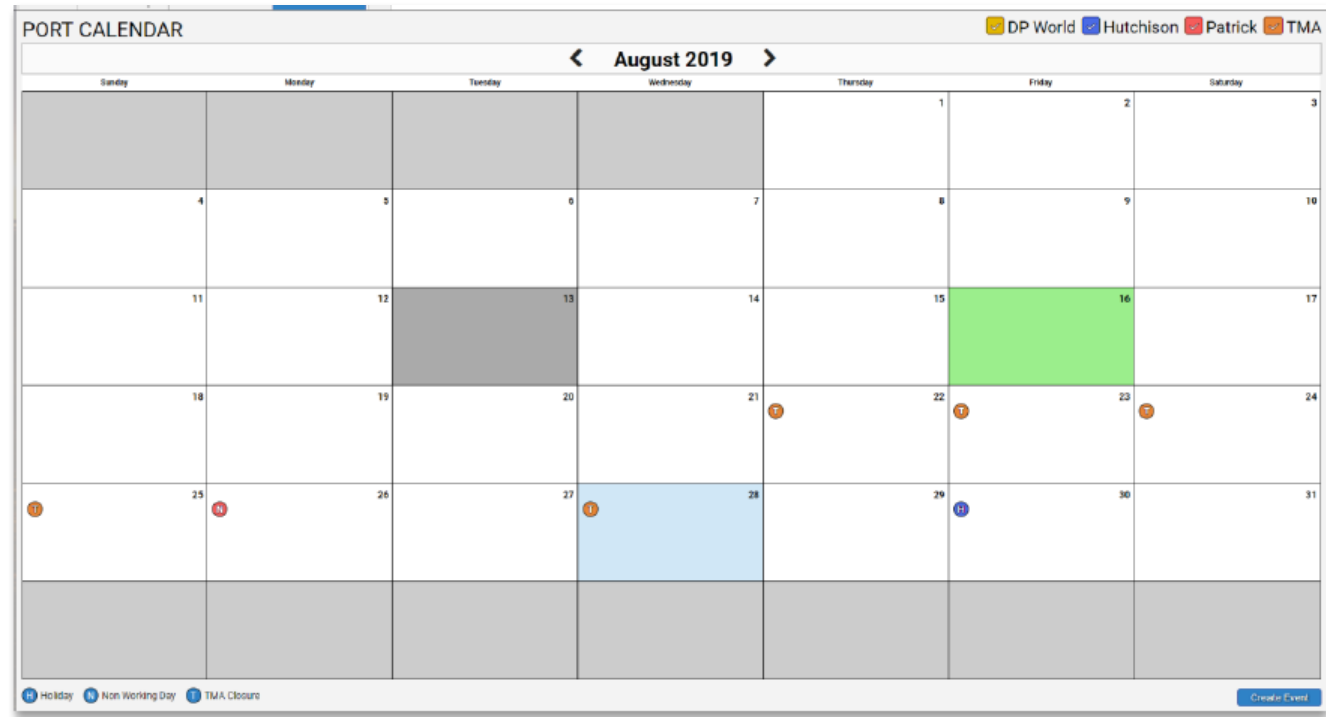 PORT CALENDAR
DP World Hutchison Patrick TMA
August 2019
Sunday Monday Tuesday Wednesday Thursday Friday Saturday
1 2 3
4 5 6 7 8 9 10
11 12 13 14 15 16 17
18 19 20 21 22 23 24
T T T
25 26 27 28 29 30 31
T N T H
H Holiday N Non Working Day T TMA Closure
Create Event